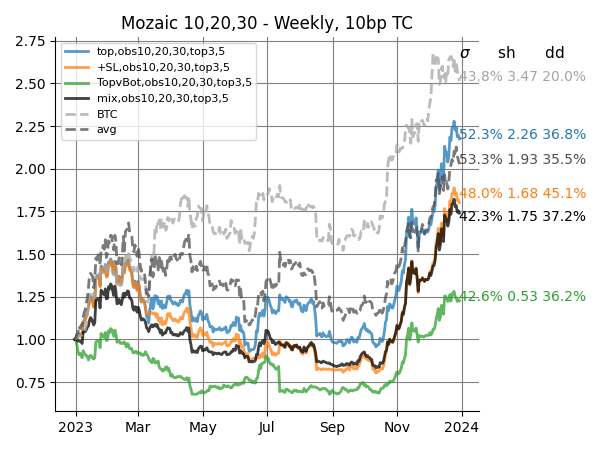 Mozaic 10,20,30 - Weekly, 10bp TC
2.75
2.50
2.25
2.00
1.75
1.50
1.25
1.00
0.75
top,obs10,20,30,top3,5
+SL,obs10,20,30,top3,5
TopvBot,obs10,20,30,top3,5
mix,obs10,20,30,top3,5
BTC
avg
σ sh dd
43.8% 3.47 20.0%
52.3% 2.26 36.8%
53.3% 1.93 35.5%
48.0% 1.68 45.1%
42.3% 1.75 37.2%
42.6% 0.53 36.2%
2023 Mar May Jul Sep Nov 2024